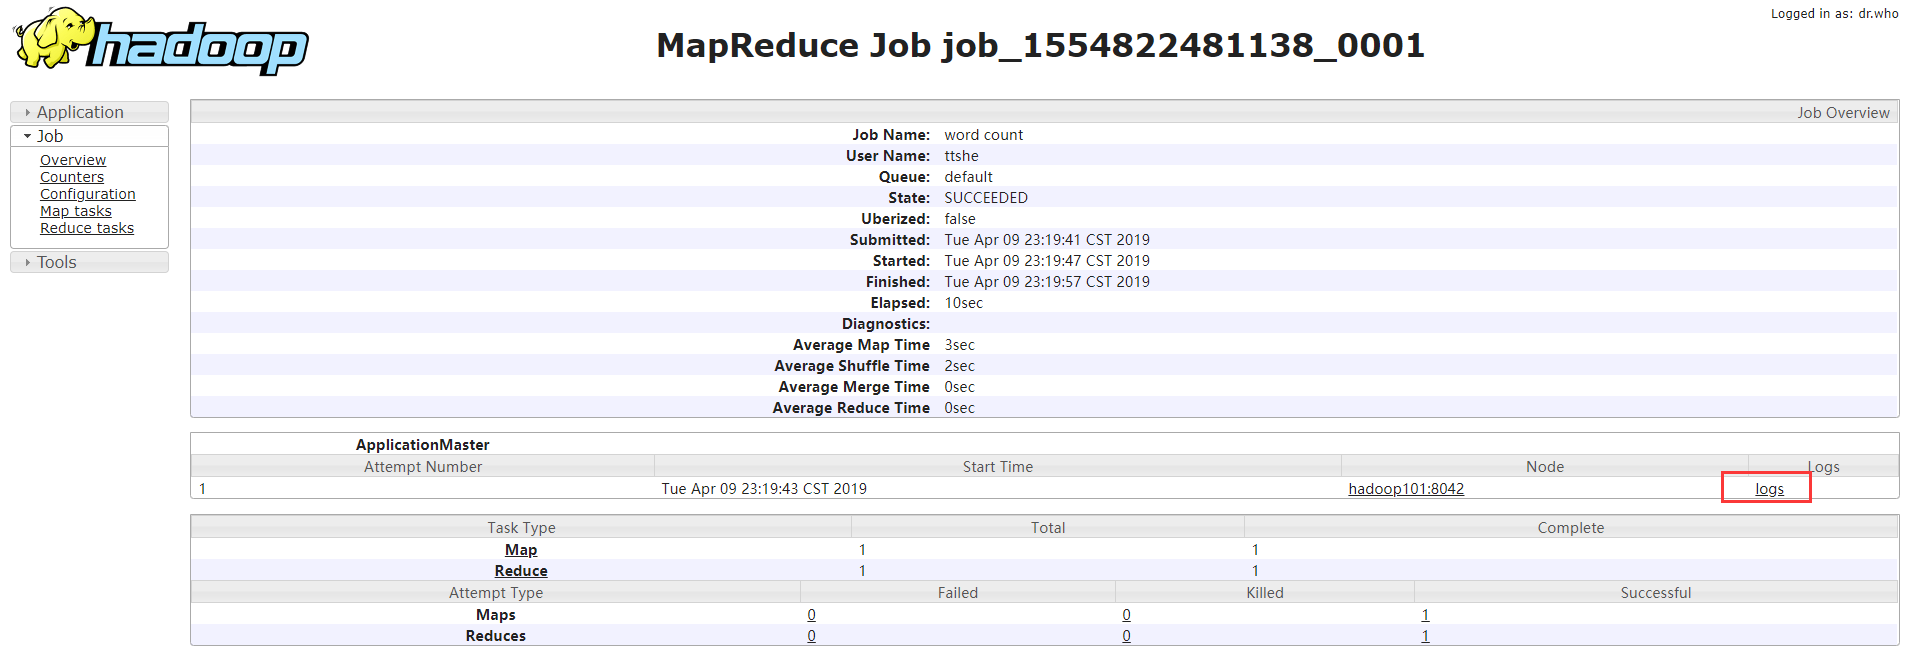 Logged in as: dr.who
hadoop
MapReduce Job job_1554822481138_0001
Application
Job
Overview
Counters
Configuration
Map tasks
Reduce tasks
Tools
Job Overview
Job Name: word count
User Name: ttshe
Queue: default
State: SUCCEEDED
Uberized: false
Submitted: Tue Apr 09 23:19:41 CST 2019
Started: Tue Apr 09 23:19:47 CST 2019
Finished: Tue Apr 09 23:19:57 CST 2019
Elapsed: 10sec
Diagnostics:
Average Map Time 3sec
Average Shuffle Time 2sec
Average Merge Time 0sec
Average Reduce Time 0sec
ApplicationMaster
Attempt Number Start Time Node Logs
1 Tue Apr 09 23:19:43 CST 2019 hadoop101:8042 logs
Task Type Total Complete
Map 1 1
Reduce 1 1
Attempt Type Failed Killed Successful
Maps 0 0 1
Reduces 0 0 1